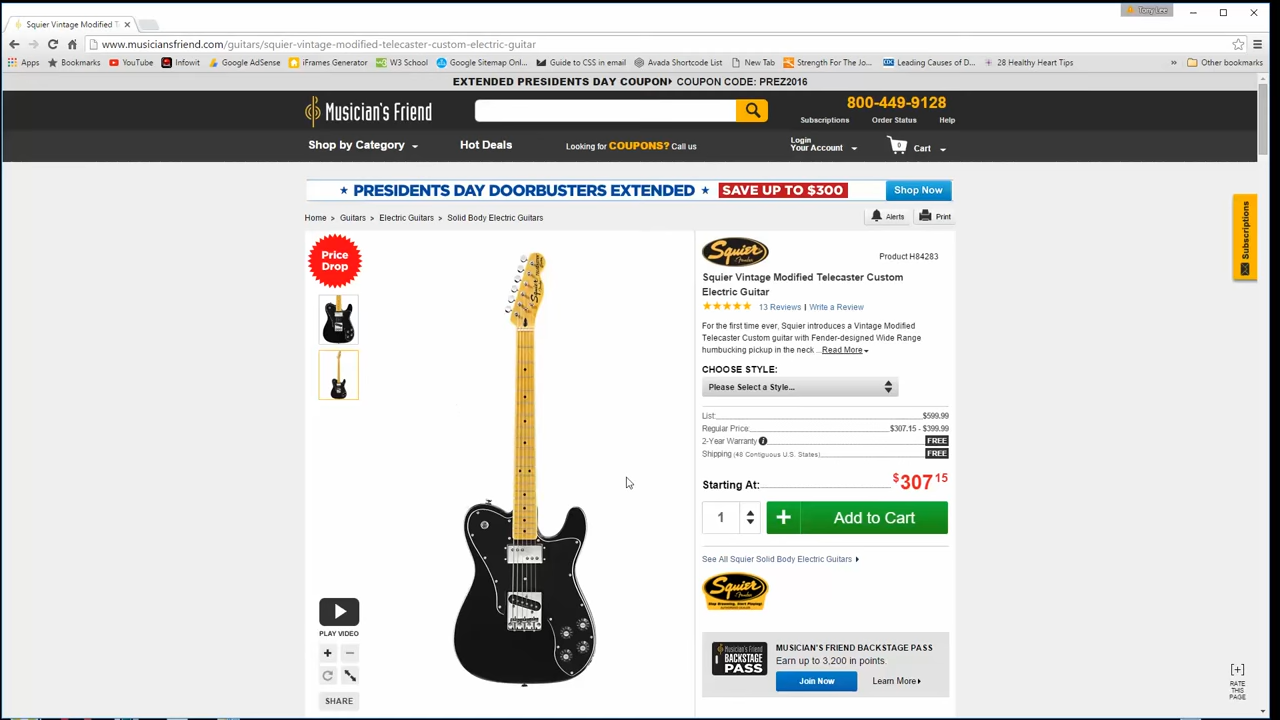 Tony Lee
Squier Vintage Modified T
www.musiciansfriend.com/guitars/squier-vintage-modified-telecaster-custom-electric-guitar
Apps Bookmarks YouTube Infowit Google AdSense iFrames Generator W3 School Google Sitemap Onl... Guide to CSS in email Avada Shortcode List New Tab Strength For The Jo... Leading Causes of D... 28 Healthy Heart Tips » Other bookmarks
EXTENDED PRESIDENTS DAY COUPON COUPON CODE: PREZ2016
Musician's Friend
800-449-9128
Subscriptions Order Status Help
Shop by Category Hot Deals Looking for COUPONS? Call us
Login
Your Account
0 Cart
PRESIDENTS DAY DOORBUSTERS EXTENDED SAVE UP TO $300 Shop Now
Home > Guitars > Electric Guitars > Solid Body Electric Guitars
Alerts Print
Subscriptions
Price
Drop
Squier
Squier
Product H84283
Squier Vintage Modified Telecaster Custom
Electric Guitar
13 Reviews | Write a Review
For the first time ever, Squier introduces a Vintage Modified
Telecaster Custom guitar with Fender-designed Wide Range
humbucking pickup in the neck ...Read More
CHOOSE STYLE:
Please Select a Style...
List: $599.99
Regular Price: $307.15 - $399.99
2-Year Warranty FREE
Shipping (48 Contiguous U.S. States) FREE
Starting At: $307 15
1 + Add to Cart
See All Squier Solid Body Electric Guitars
Squier
PLAY VIDEO
SHARE
Musician's Friend
BACKSTAGE
PASS
MUSICIAN'S FRIEND BACKSTAGE PASS
Earn up to 3,200 in points.
Join Now Learn More
[+]
RATE
THIS
PAGE